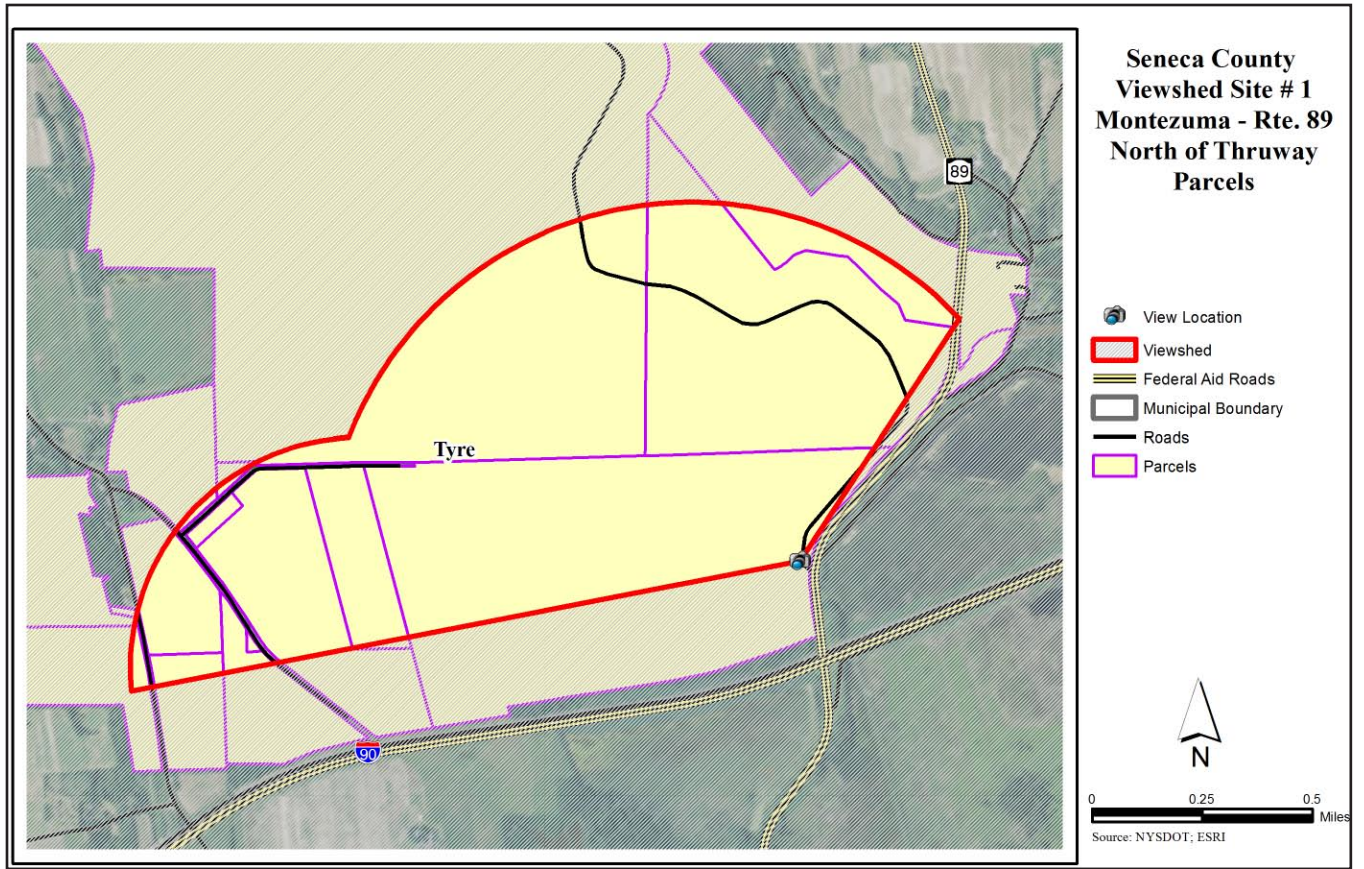 Seneca County
Viewshed Site # 1
Montezuma - Rte. 89
North of Thruway
Parcels
89
Tyre
90
View Location
Viewshed
Federal Aid Roads
Municipal Boundary
Roads
Parcels
N
0 0.25 0.5
Miles
Source: NYSDOT; ESRI